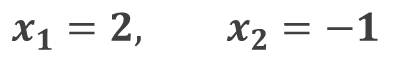 x₁ = 2, x₂ = −1